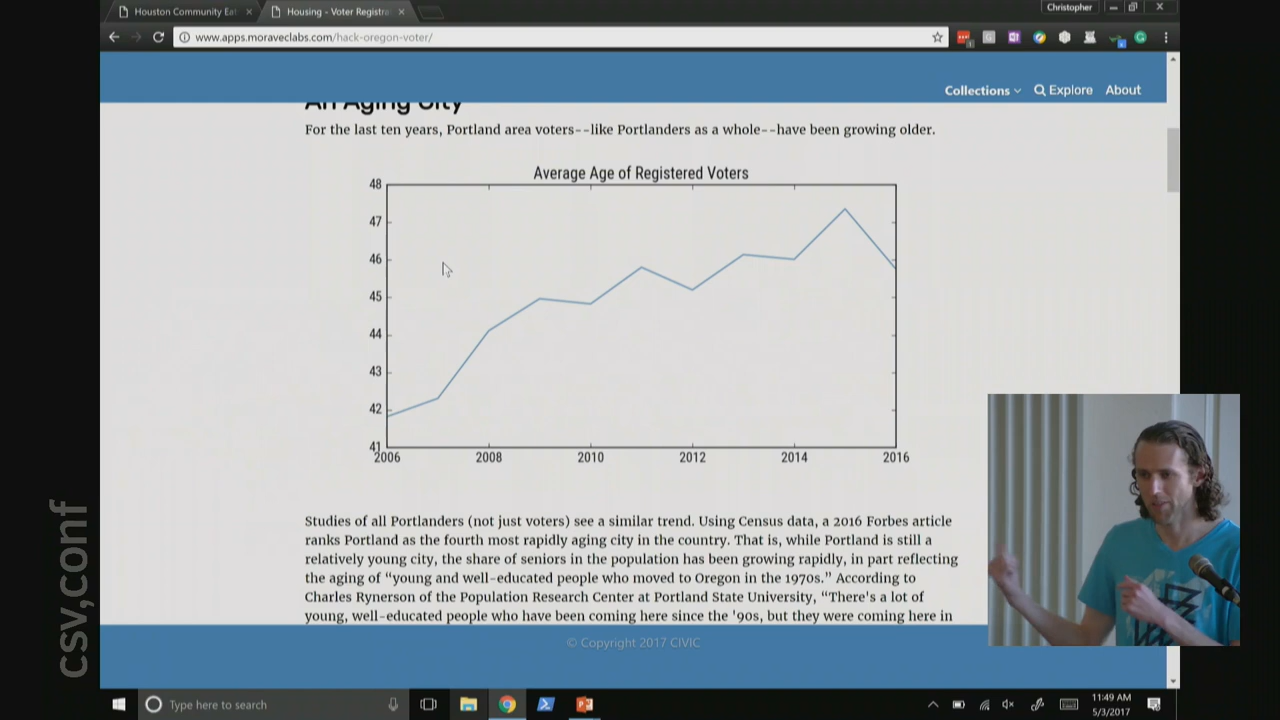 Houston Community Eat
Housing - Voter Registra
Christopher
www.apps.moraveclabs.com/hack-oregon-voter/
Collections
Explore
About
An Aging City
For the last ten years, Portland area voters--like Portlanders as a whole--have been growing older.
Average Age of Registered Voters
48
47
46
45
44
43
42
41
2006
2008
2010
2012
2014
2016
Studies of all Portlanders (not just voters) see a similar trend. Using Census data, a 2016 Forbes article
ranks Portland as the fourth most rapidly aging city in the country. That is, while Portland is still a
relatively young city, the share of seniors in the population has been growing rapidly, in part reflecting
the aging of “young and well-educated people who moved to Oregon in the 1970s.” According to
Charles Rynerson of the Population Research Center at Portland State University, “There's a lot of
young, well-educated people who have been coming here since the '90s, but they were coming here in
© Copyright 2017 CIVIC
csv,conf
Type here to search
11:49 AM
5/3/2017